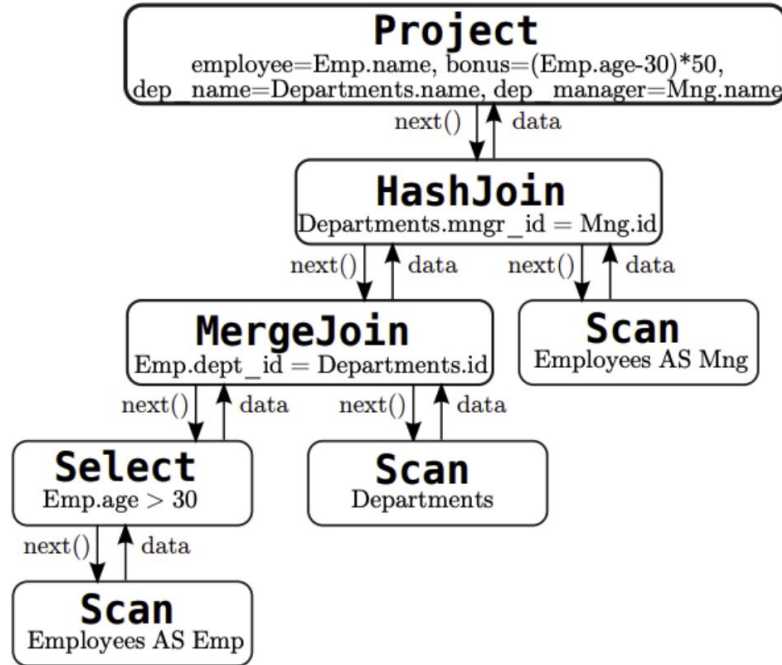 Project
employee=Emp.name, bonus=(Emp.age-30)*50,
dep_name=Departments.name, dep_manager=Mng.name
next() data
HashJoin
Departments.mngr_id = Mng.id
next() data next() data
MergeJoin
Emp.dept_id = Departments.id
Scan
Employees AS Mng
next() data next() data
Select
Emp.age > 30
Scan
Departments
next() data
Scan
Employees AS Emp